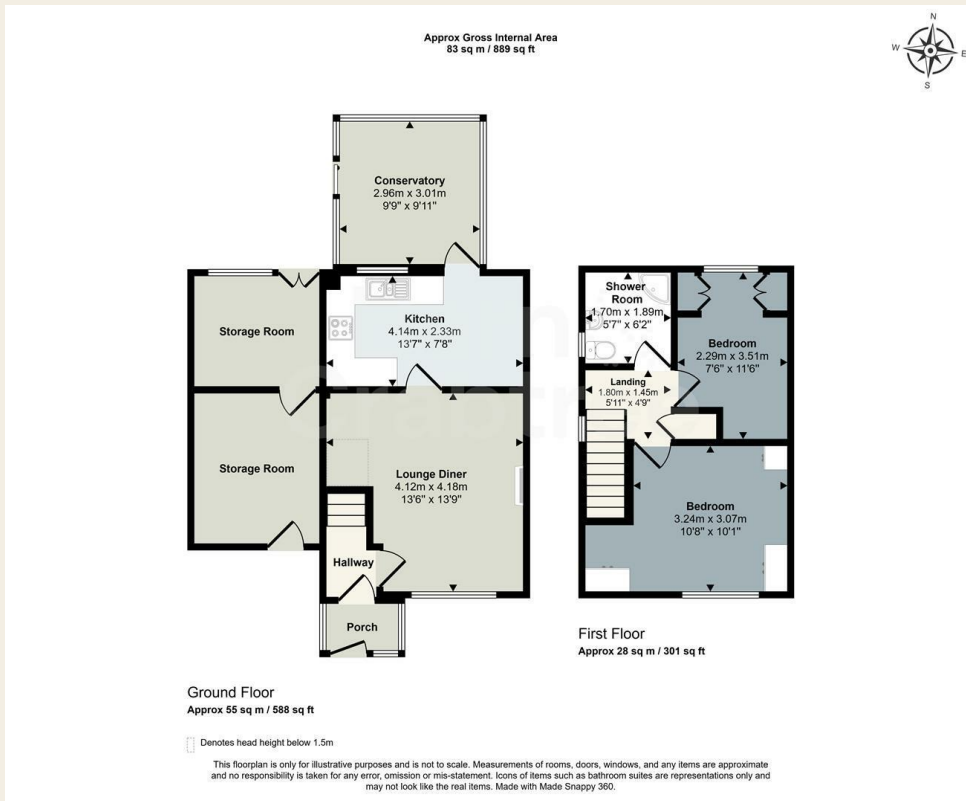 Approx Gross Internal Area
83 sq m / 889 sq ft
N
W
E
S
Conservatory
2.96m x 3.01m
9'9" x 9'11"
Storage Room
Kitchen
4.14m x 2.33m
13'7" x 7'8"
Storage Room
Lounge Diner
4.12m x 4.18m
13'6" x 13'9"
Hallway
Porch
Shower
Room
1.70m x 1.89m
5'7" x 6'2"
Bedroom
2.29m x 3.51m
7'6" x 11'6"
Landing
1.80m x 1.45m
5'11" x 4'9"
Bedroom
3.24m x 3.07m
10'8" x 10'1"
First Floor
Approx 28 sq m / 301 sq ft
Ground Floor
Approx 55 sq m / 588 sq ft
Denotes head height below 1.5m
This floorplan is only for illustrative purposes and is not to scale. Measurements of rooms, doors, windows, and any items are approximate
and no responsibility is taken for any error, omission or mis-statement. Icons of items such as bathroom suites are representations only and
may not look like the real items. Made with Made Snappy 360.